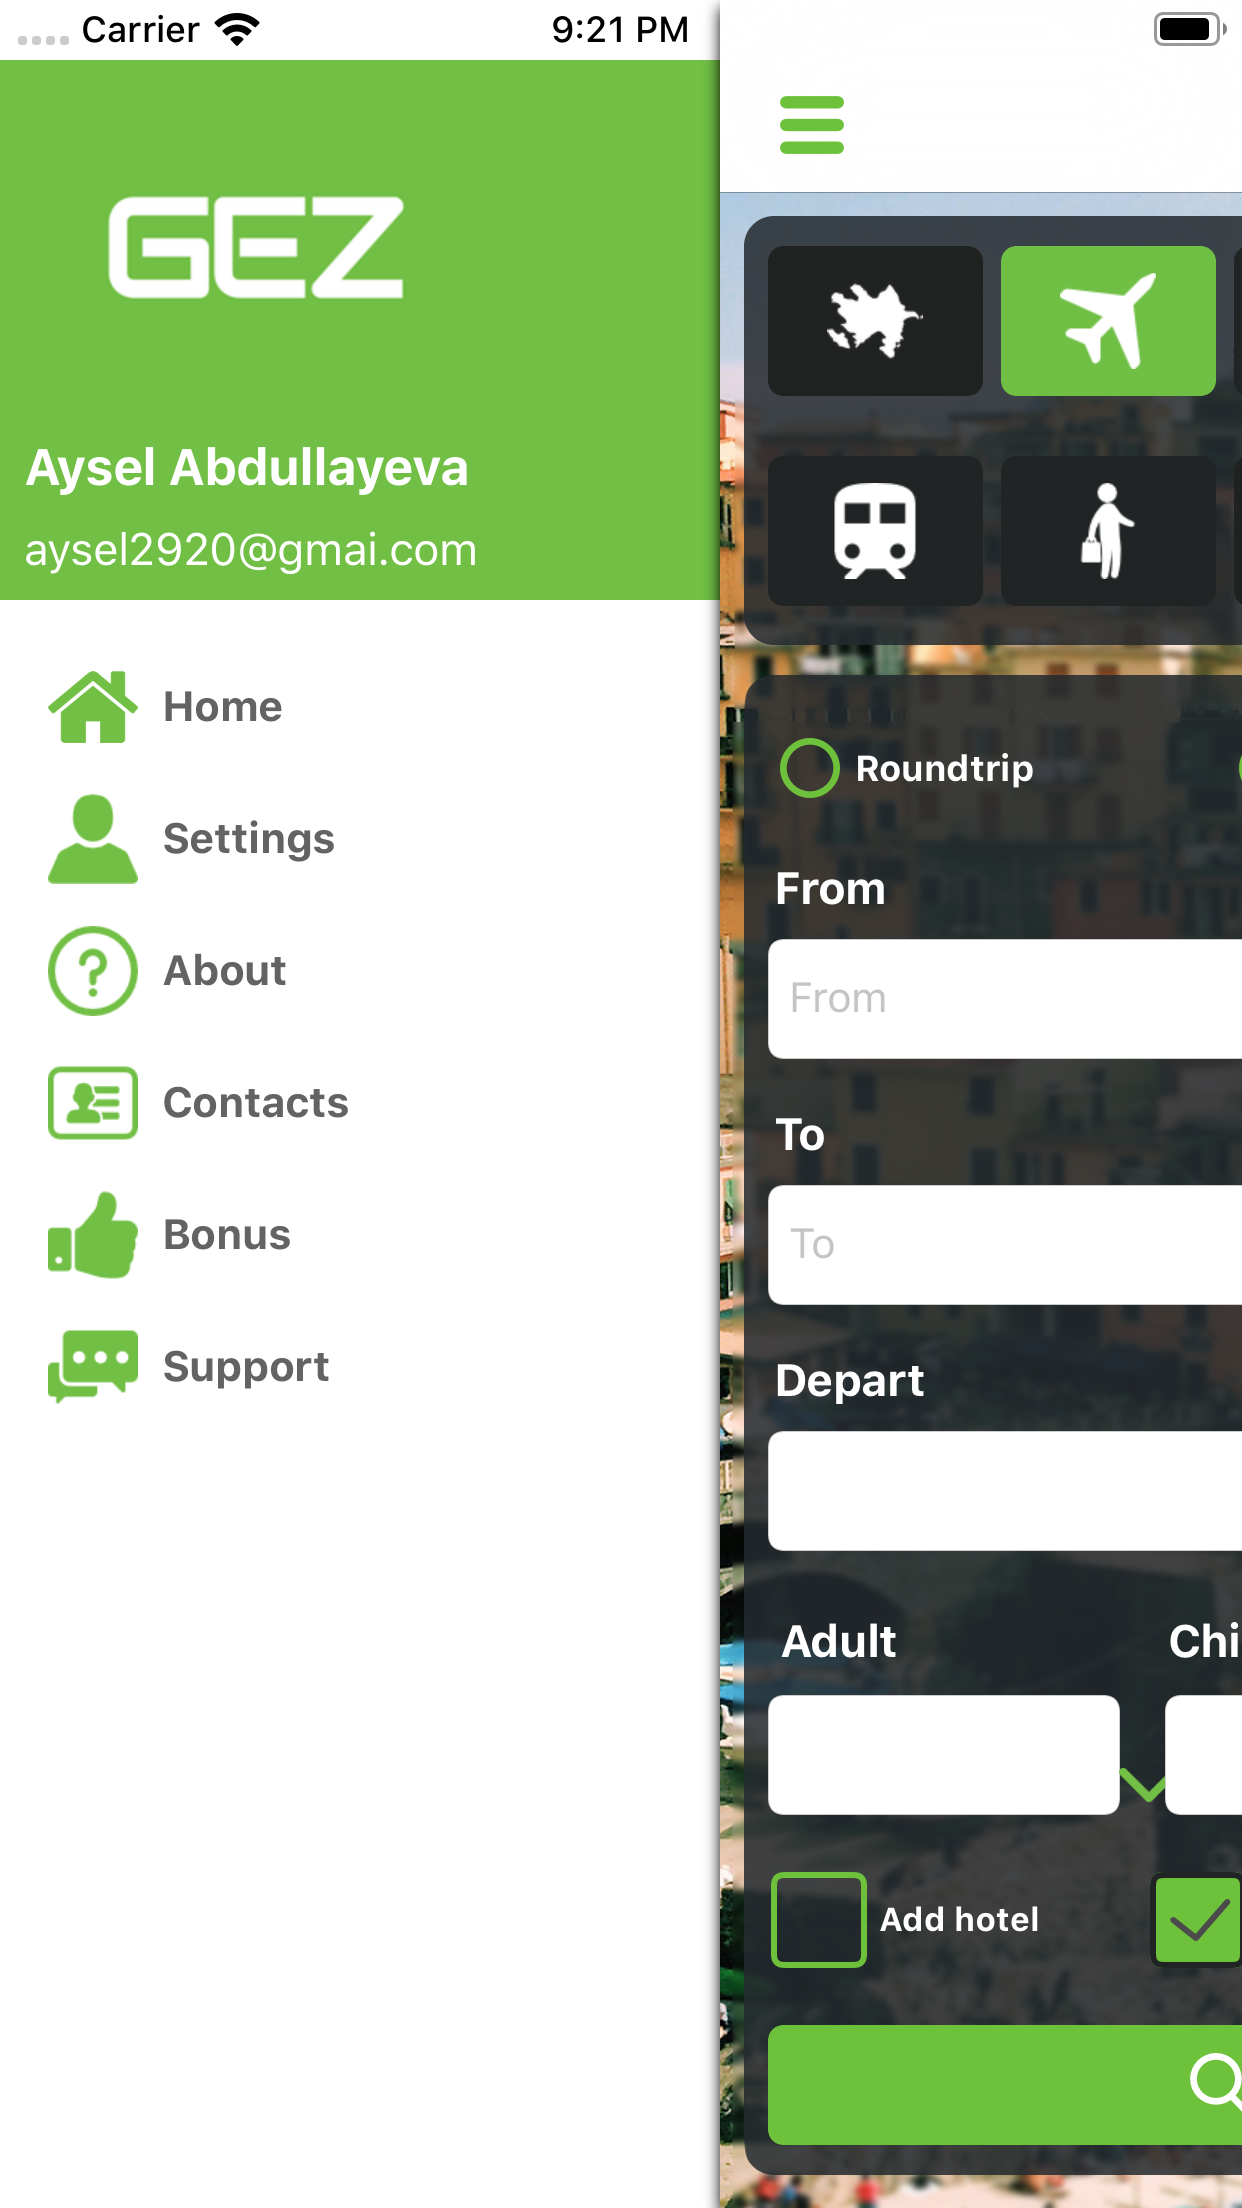 Carrier 9:21 PM
GEZ
Aysel Abdullayeva
aysel2920@gmai.com
Home
Settings
About
Contacts
Bonus
Support
Roundtrip
From
From
To
To
Depart
Adult Chi
Add hotel